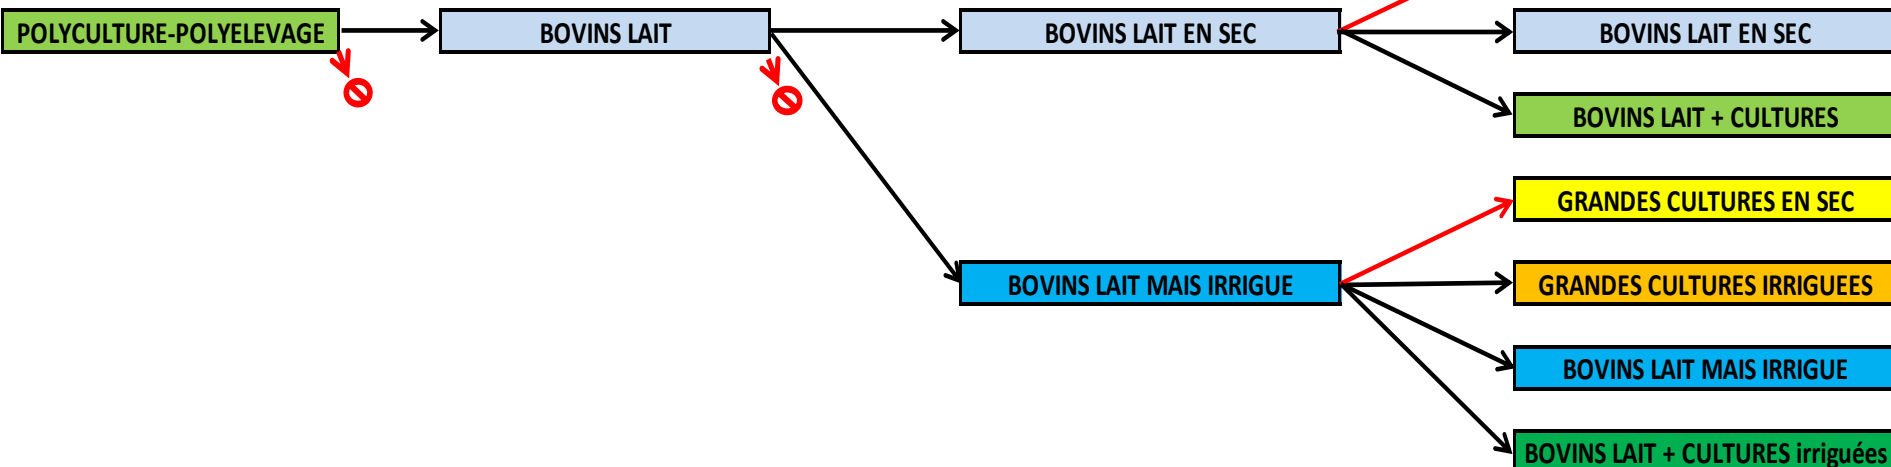 POLYCULTURE-POLYELEVAGE
BOVINS LAIT
BOVINS LAIT EN SEC
BOVINS LAIT EN SEC
BOVINS LAIT + CULTURES
GRANDES CULTURES EN SEC
BOVINS LAIT MAIS IRRIGUE
GRANDES CULTURES IRRIGUEES
BOVINS LAIT MAIS IRRIGUE
BOVINS LAIT + CULTURES irriguées